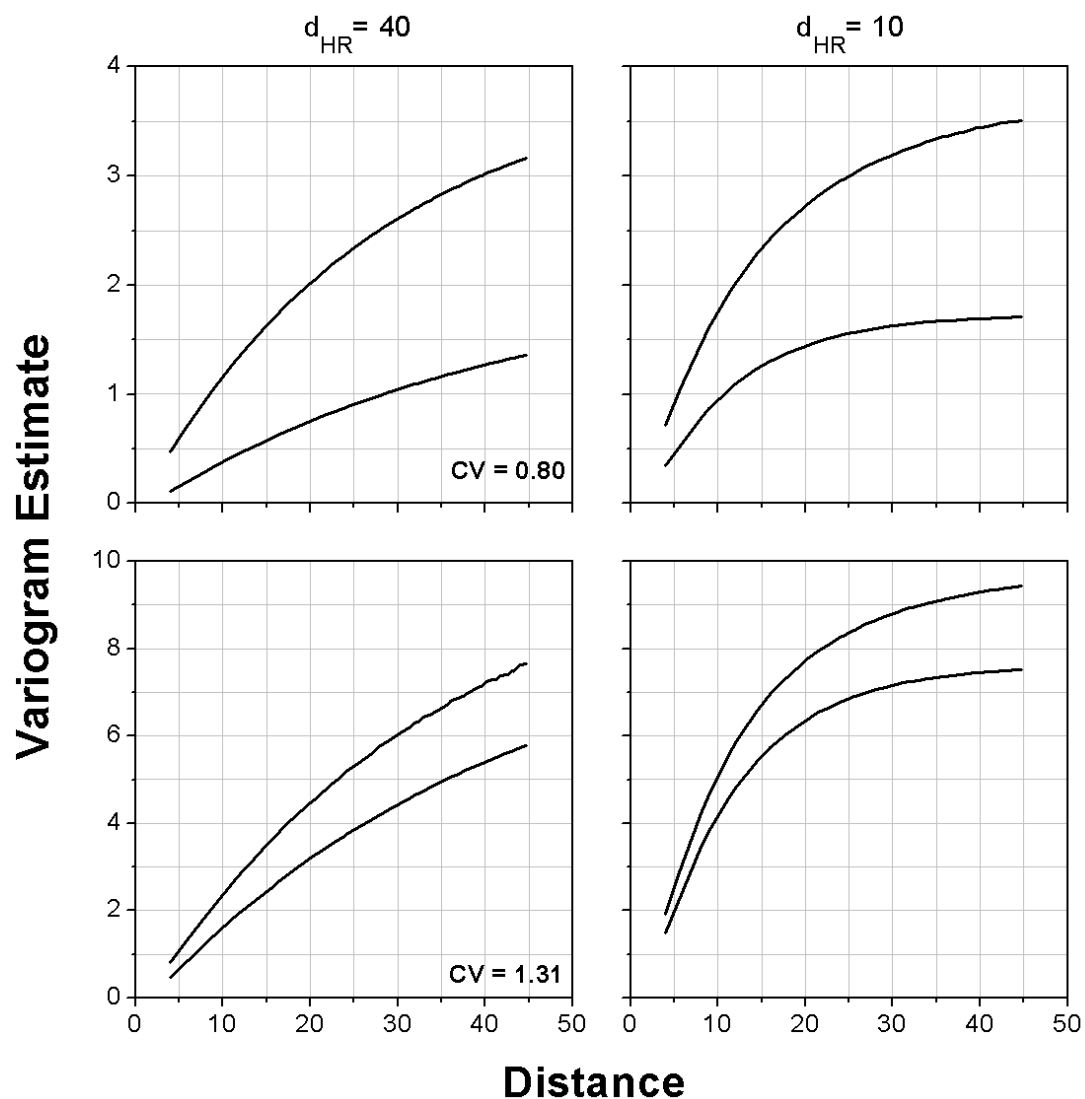 d_HR = 40
d_HR = 10
4
3
2
1
0
CV = 0.80
10
8
6
4
2
0
CV = 1.31
0 10 20 30 40 50
0 10 20 30 40 50
Variogram Estimate
Distance